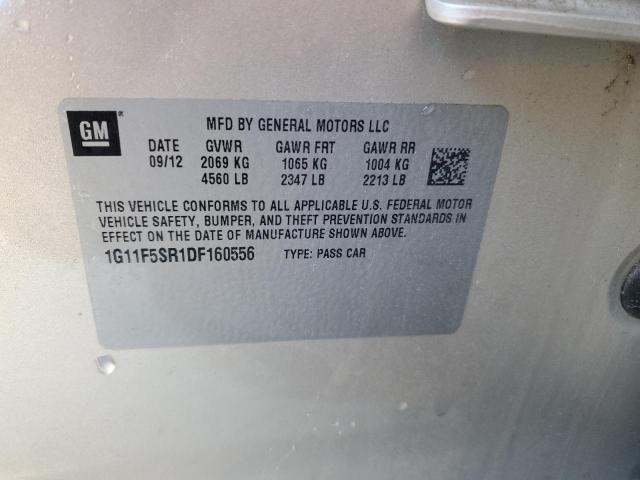 GM®
MFD BY GENERAL MOTORS LLC
DATE GVWR GAWR FRT GAWR RR
09/12 2069 KG 1065 KG 1004 KG
4560 LB 2347 LB 2213 LB
THIS VEHICLE CONFORMS TO ALL APPLICABLE U.S. FEDERAL MOTOR
VEHICLE SAFETY, BUMPER, AND THEFT PREVENTION STANDARDS IN
EFFECT ON THE DATE OF MANUFACTURE SHOWN ABOVE.
1G11F5SR1DF160556 TYPE: PASS CAR